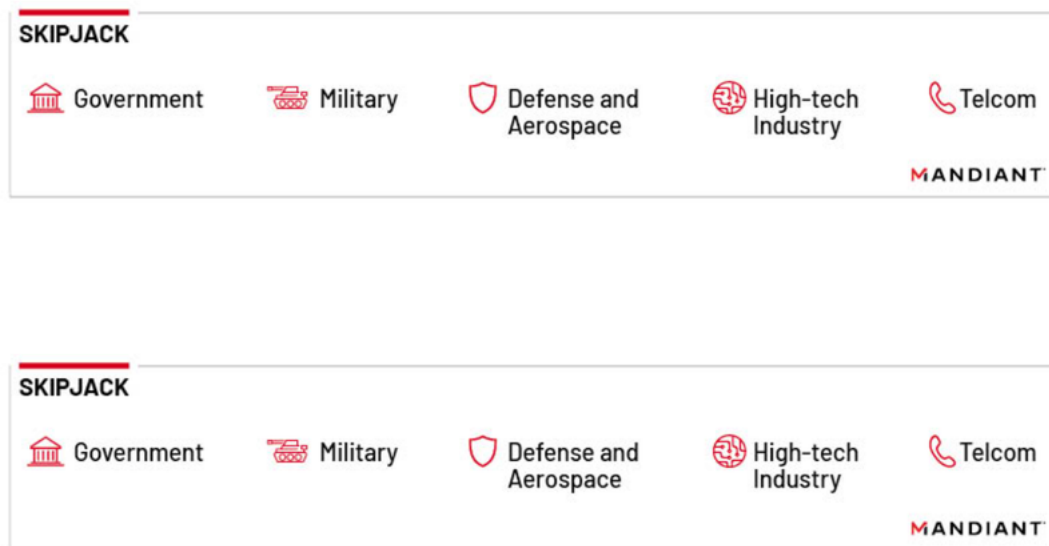 SKIPJACK
Government Military Defense and High-tech Telcom
Aerospace Industry
MANDIANT
SKIPJACK
Government Military Defense and High-tech Telcom
Aerospace Industry
MANDIANT